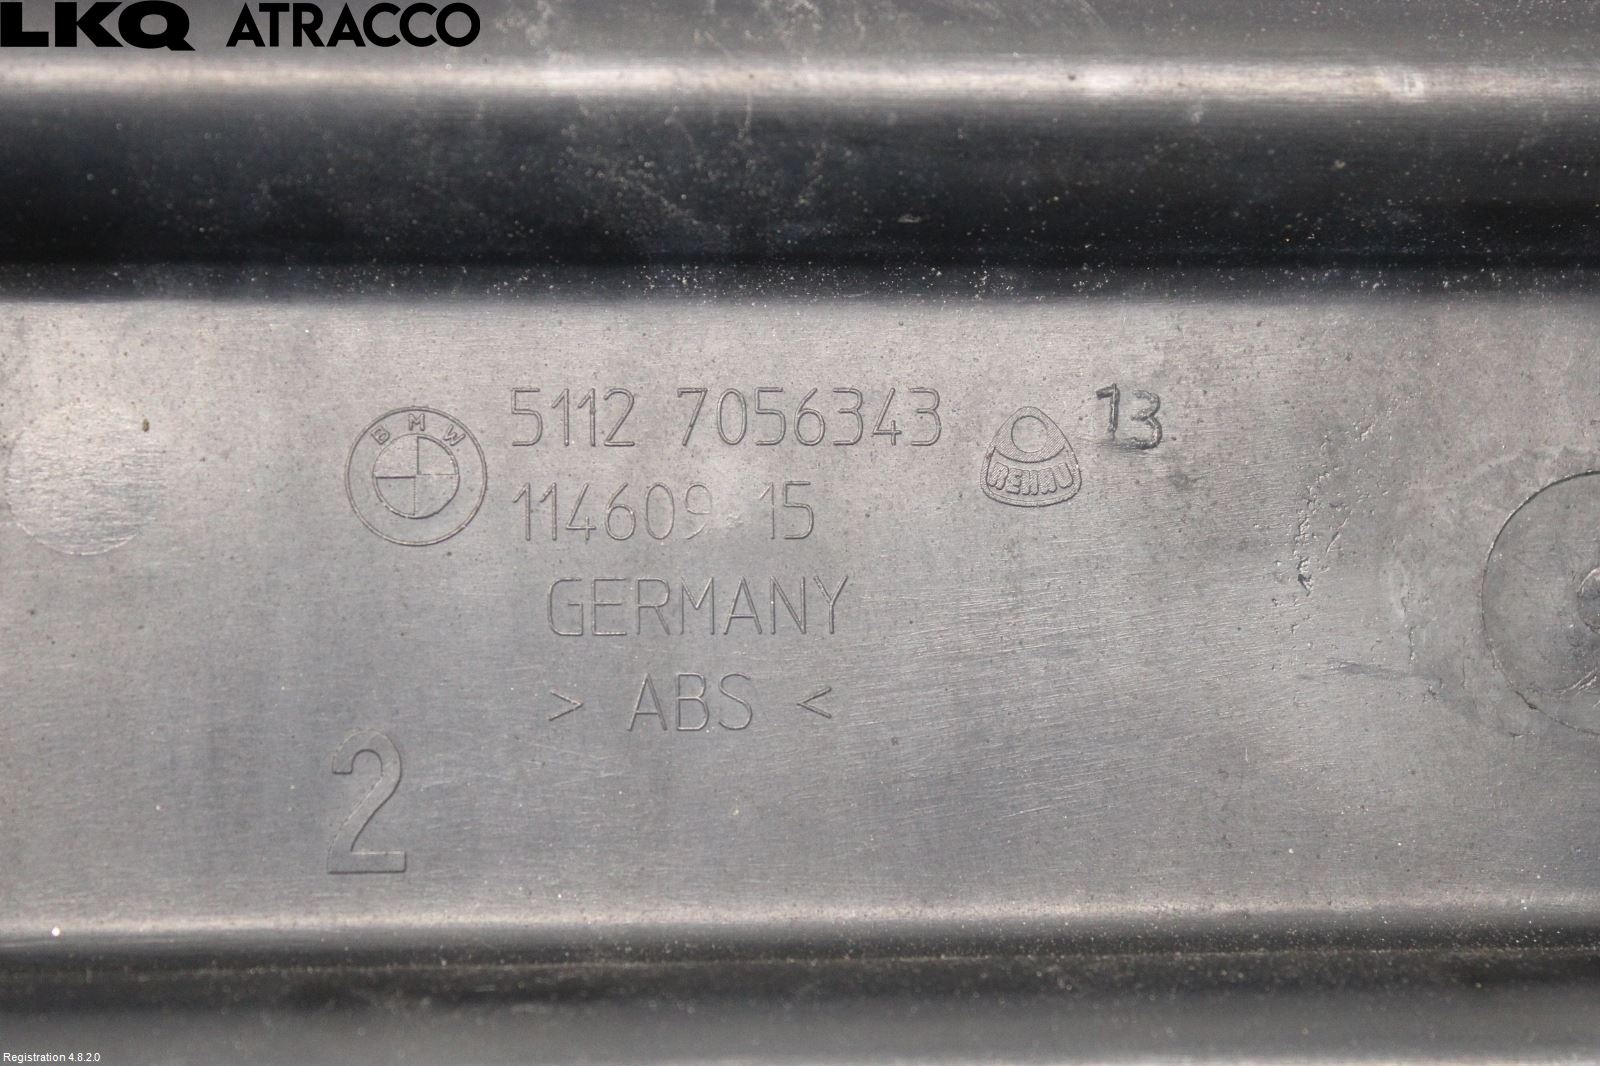 LKQ ATRACCO
BMW
5112 7056343
REHAU
13
114609 15
GERMANY
> ABS <
2
Registration 4.8.2.0